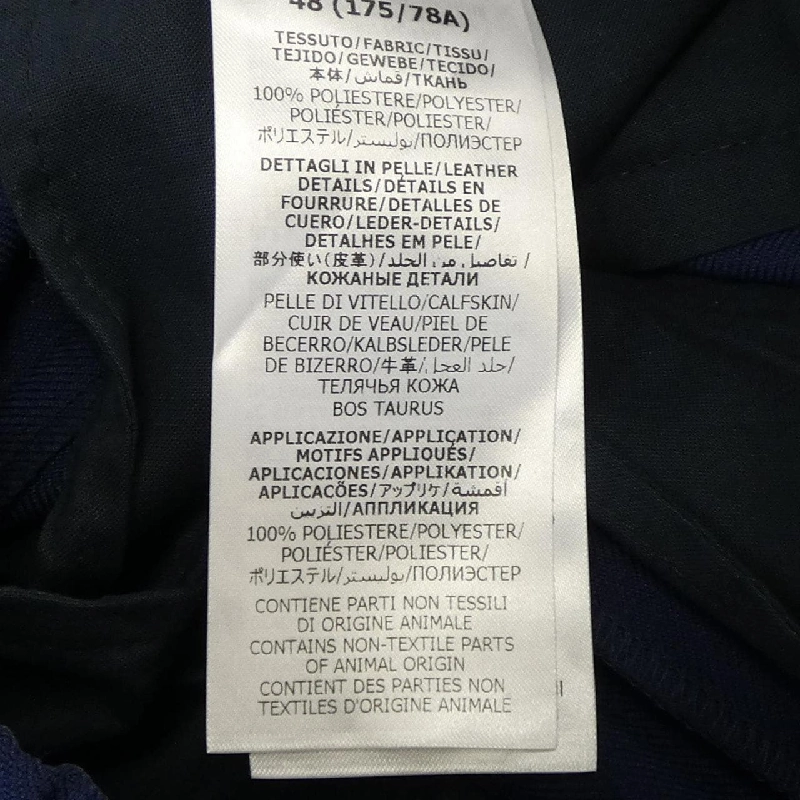 48 (175/78A)
TESSUTO/FABRIC/TISSU/
TEJIDO/GEWEBE/TECIDO/
本体/قماش/ТКАНЬ
100% POLIESTERE/POLYESTER/
POLIÉSTER/POLIESTER/
ポリエステル/بوليستر/ПОЛИЭСТЕР
DETTAGLI IN PELLE/LEATHER
DETAILS/DÉTAILS EN
FOURRURE/DETALLES DE
CUERO/LEDER-DETAILS/
DETALHES EM PELE/
部分使い(皮革)/تفاصيل من الجلد/
КОЖАНЫЕ ДЕТАЛИ
PELLE DI VITELLO/CALFSKIN/
CUIR DE VEAU/PIEL DE
BECERRO/KALBSLEDER/PELE
DE BIZERRO/牛革/جلد العجل/
ТЕЛЯЧЬЯ КОЖА
BOS TAURUS
APPLICAZIONE/APPLICATION/
MOTIFS APPLIQUÉS/
APLICACIONES/APPLIKATION/
APLICACÕES/アップリケ/أقمشة
التزيين/АППЛИКАЦИЯ
100% POLIESTERE/POLYESTER/
POLIÉSTER/POLIESTER/
ポリエステル/بوليستر/ПОЛИЭСТЕР
CONTIENE PARTI NON TESSILI
DI ORIGINE ANIMALE
CONTAINS NON-TEXTILE PARTS
OF ANIMAL ORIGIN
CONTIENT DES PARTIES NON
TEXTILES D'ORIGINE ANIMALE